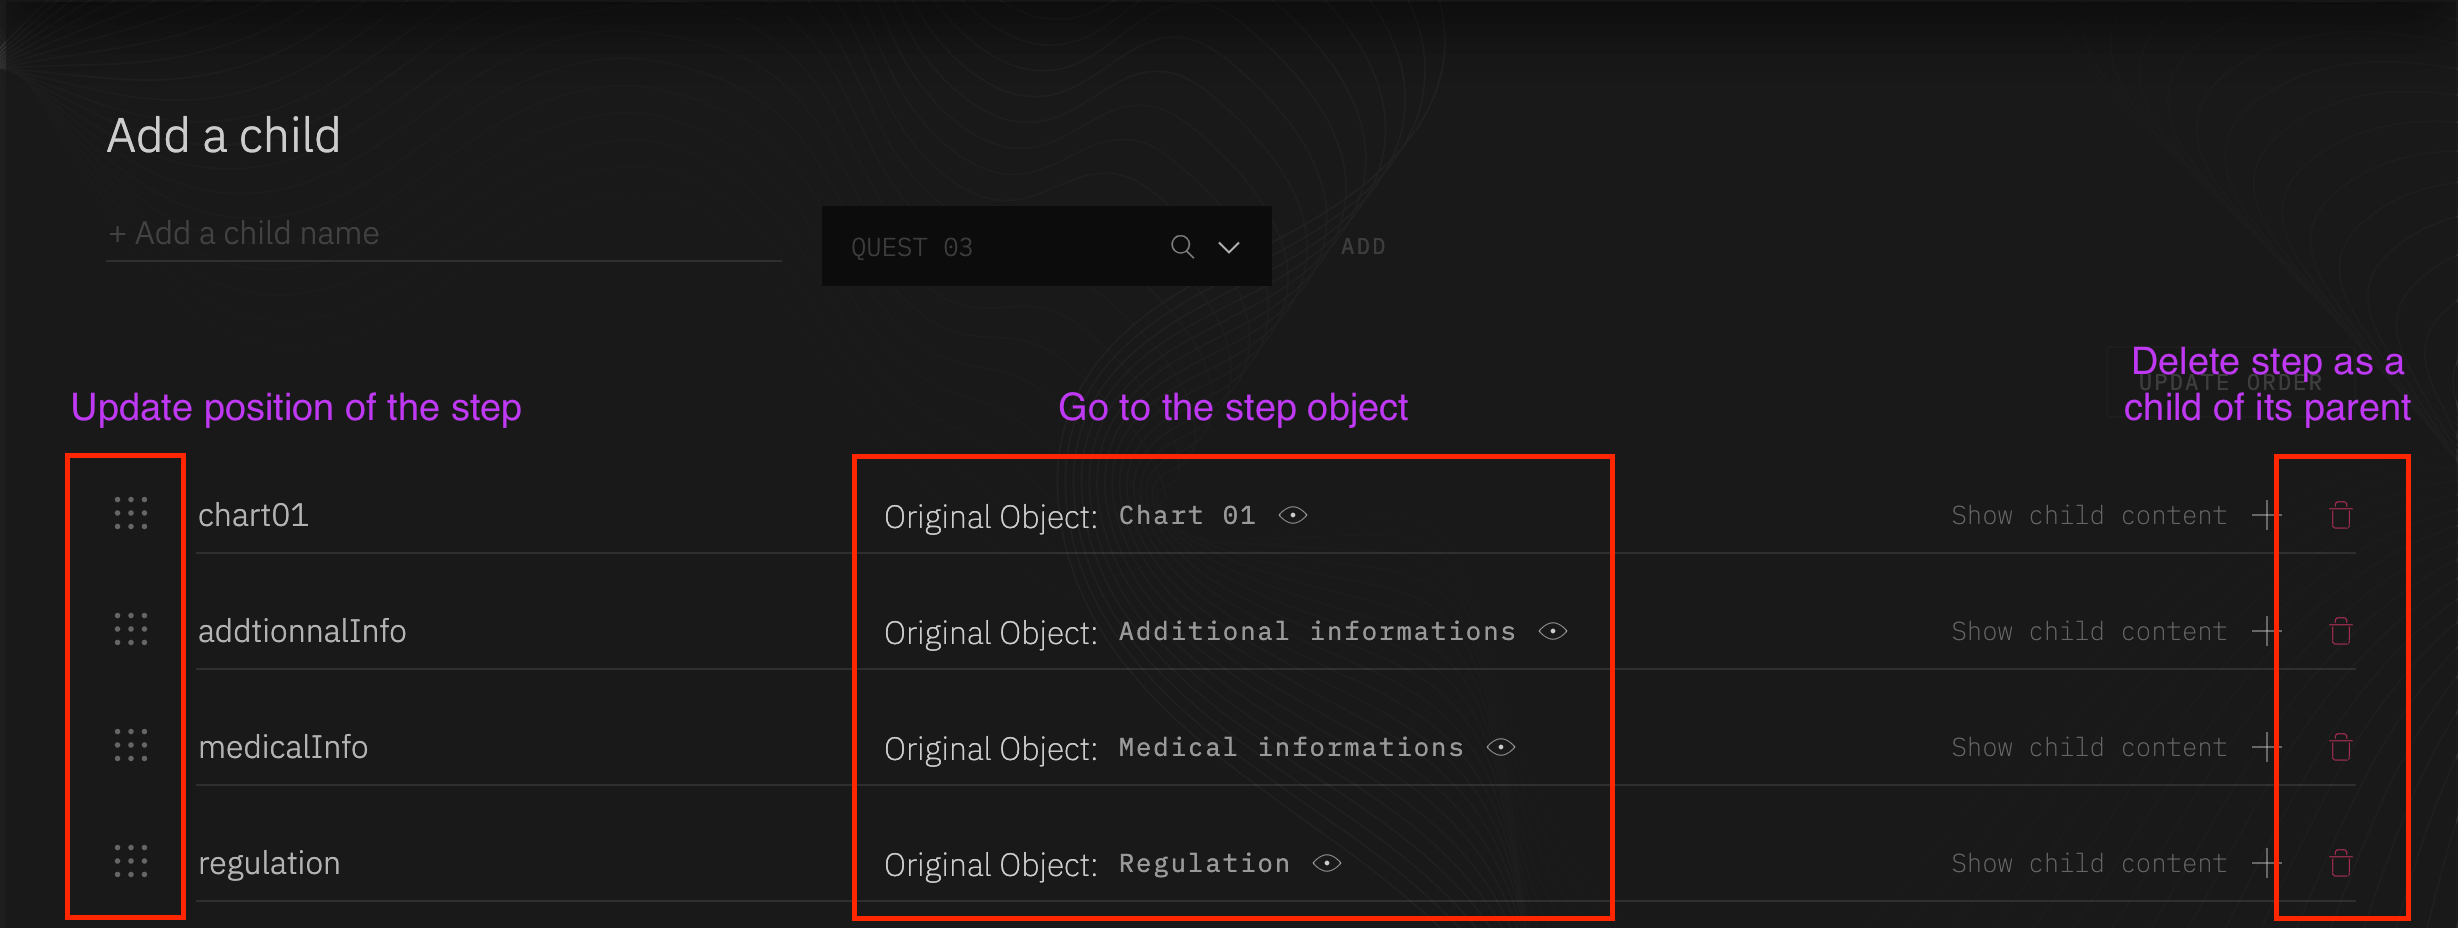 Add a child
+ Add a child name
QUEST 03
ADD
Delete step as a
UPDATE ORDER
child of its parent
Update position of the step
Go to the step object
chart01 Original Object: Chart 01 Show child content
addtionnalInfo Original Object: Additional informations Show child content
medicalInfo Original Object: Medical informations Show child content
regulation Original Object: Regulation Show child content